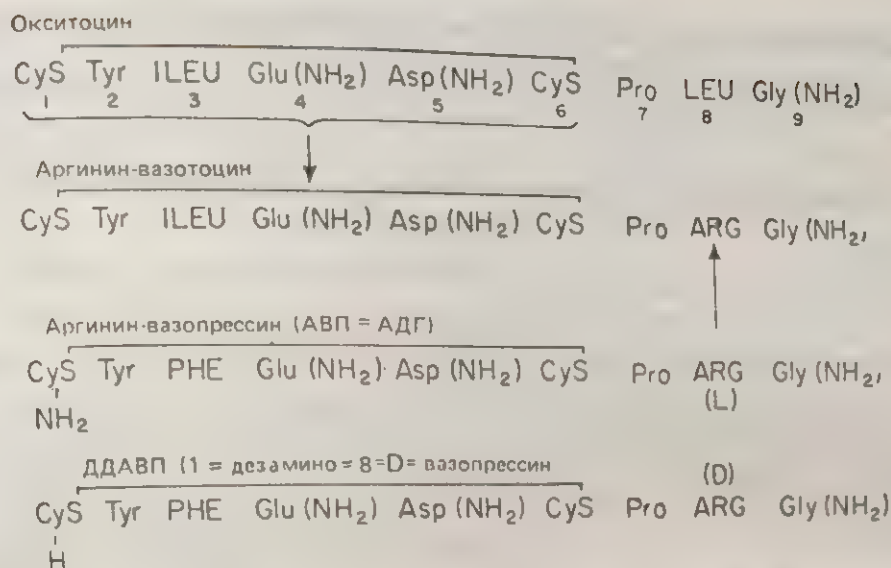 Окситоцин
CyS Tyr ILEU Glu(NH₂) Asp(NH₂) CyS Pro LEU Gly(NH₂)
1 2 3 4 5 6 7 8 9
Аргинин-вазотоцин
CyS Tyr ILEU Glu(NH₂) Asp(NH₂) CyS Pro ARG Gly(NH₂,
Аргинин-вазопрессин (АВП = АДГ)
CyS Tyr PHE Glu(NH₂)· Asp(NH₂) CyS Pro ARG Gly(NH₂,
NH₂ (L)
ДДАВП (1 = дезамино = 8=D= вазопрессин (D)
CyS Tyr PHE Glu(NH₂) Asp(NH₂) CyS Pro ARG Gly(NH₂)
H